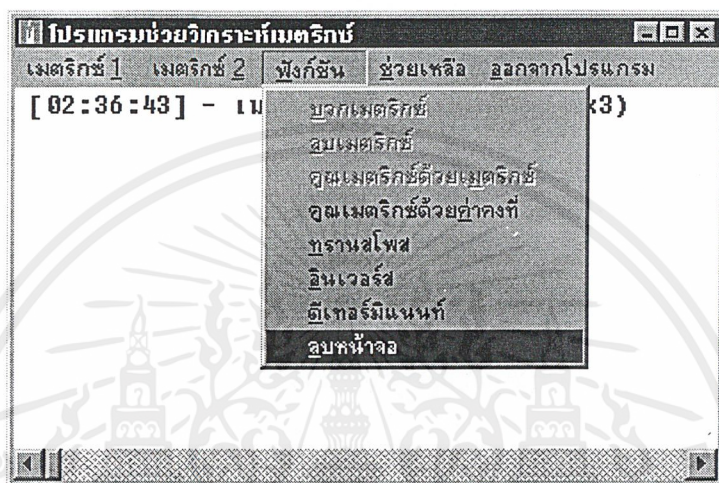 โปรแกรมช่วยวิเคราะห์เมตริกซ์
เมตริกซ์ 1 เมตริกซ์ 2 ฟังก์ชัน ช่วยเหลือ ออกจากโปรแกรม
[02:36:43] - เม x3)
บวกเมตริกซ์
ลบเมตริกซ์
คูณเมตริกซ์ด้วยเมตริกซ์
คูณเมตริกซ์ด้วยค่าคงที่
ทรานสโพส
อินเวอร์ส
ดีเทอร์มิแนนท์
ลบหน้าจอ